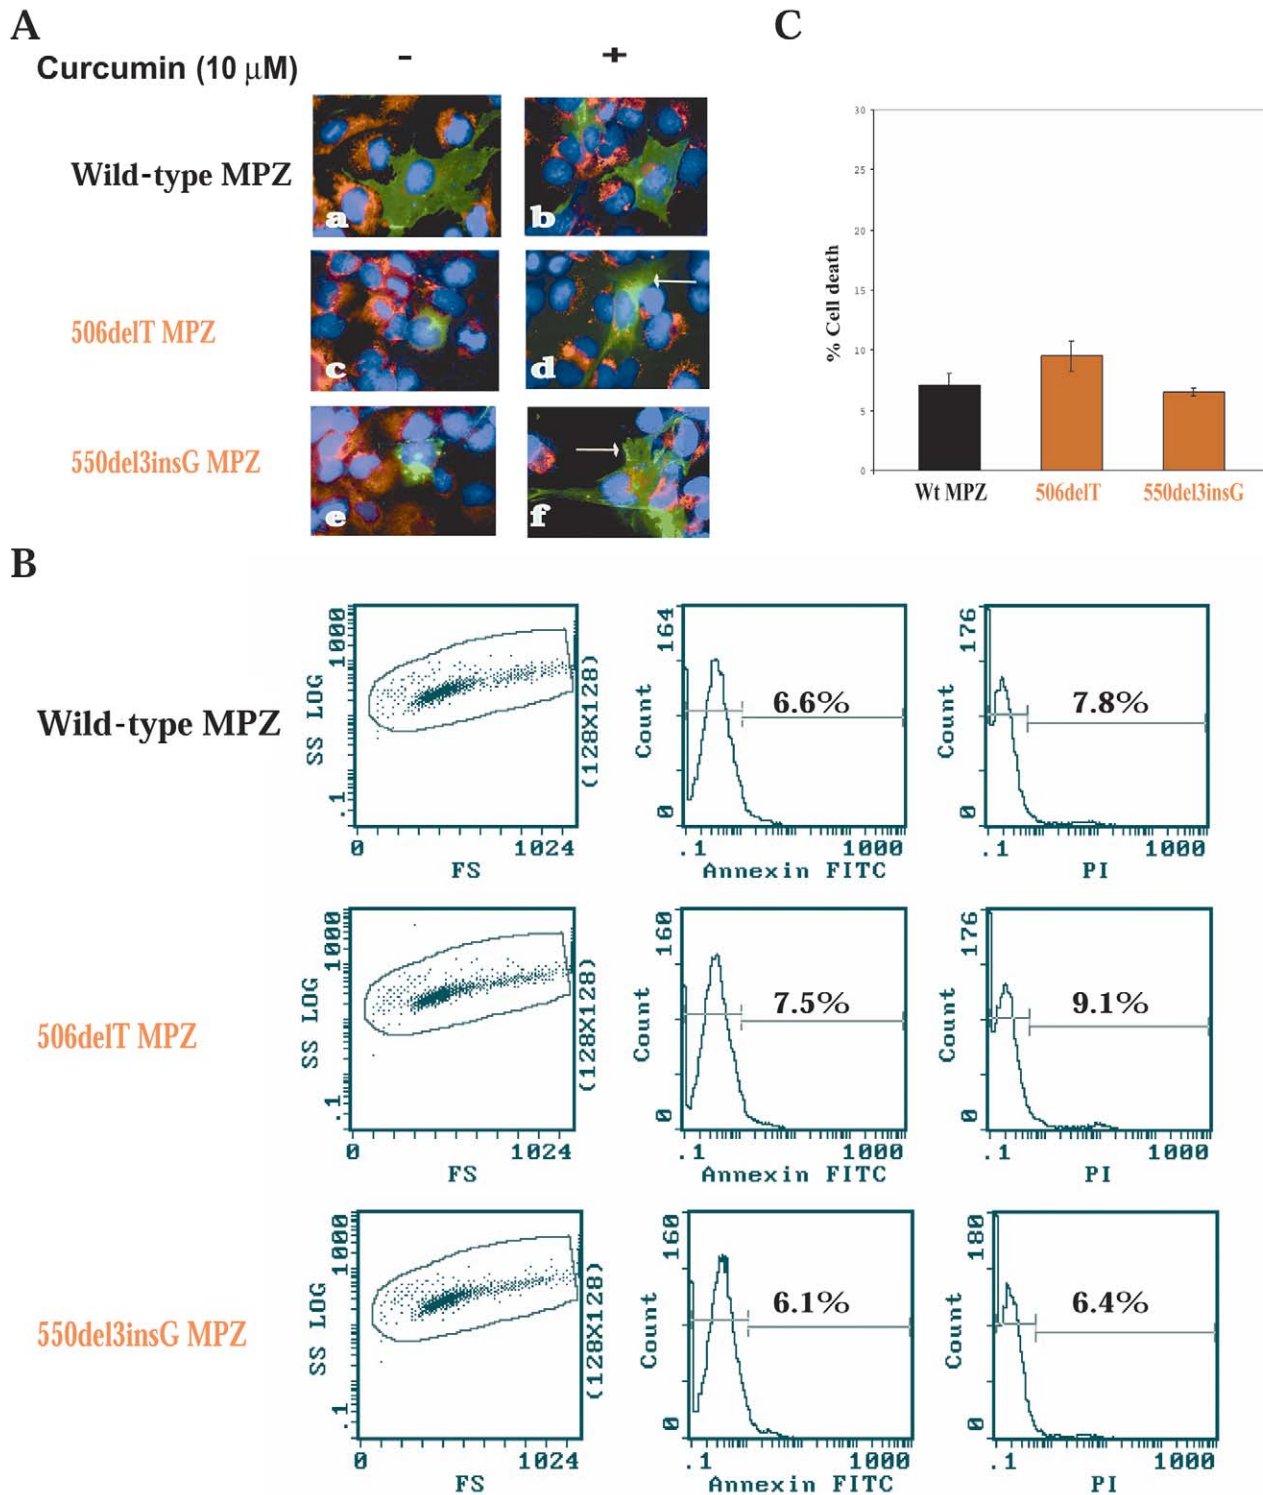 A
C
Curcumin (10 μM)
- +
Wild-type MPZ
a b
506delT MPZ
c d
550del3insG MPZ
e f
% Cell death
30
25
20
15
10
5
0
Wt MPZ 506delT 550del3insG
B
Wild-type MPZ
SS LOG
.1 1000
0 1024
FS
(128X128)
Count
0 164
6.6%
.1 1000
Annexin FITC
Count
0 176
7.8%
.1 1000
PI
506delT MPZ
SS LOG
.1 1000
0 1024
FS
(128X128)
Count
0 160
7.5%
.1 1000
Annexin FITC
Count
0 176
9.1%
.1 1000
PI
550del3insG MPZ
SS LOG
.1 1000
0 1024
FS
(128X128)
Count
0 160
6.1%
.1 1000
Annexin FITC
Count
0 180
6.4%
.1 1000
PI